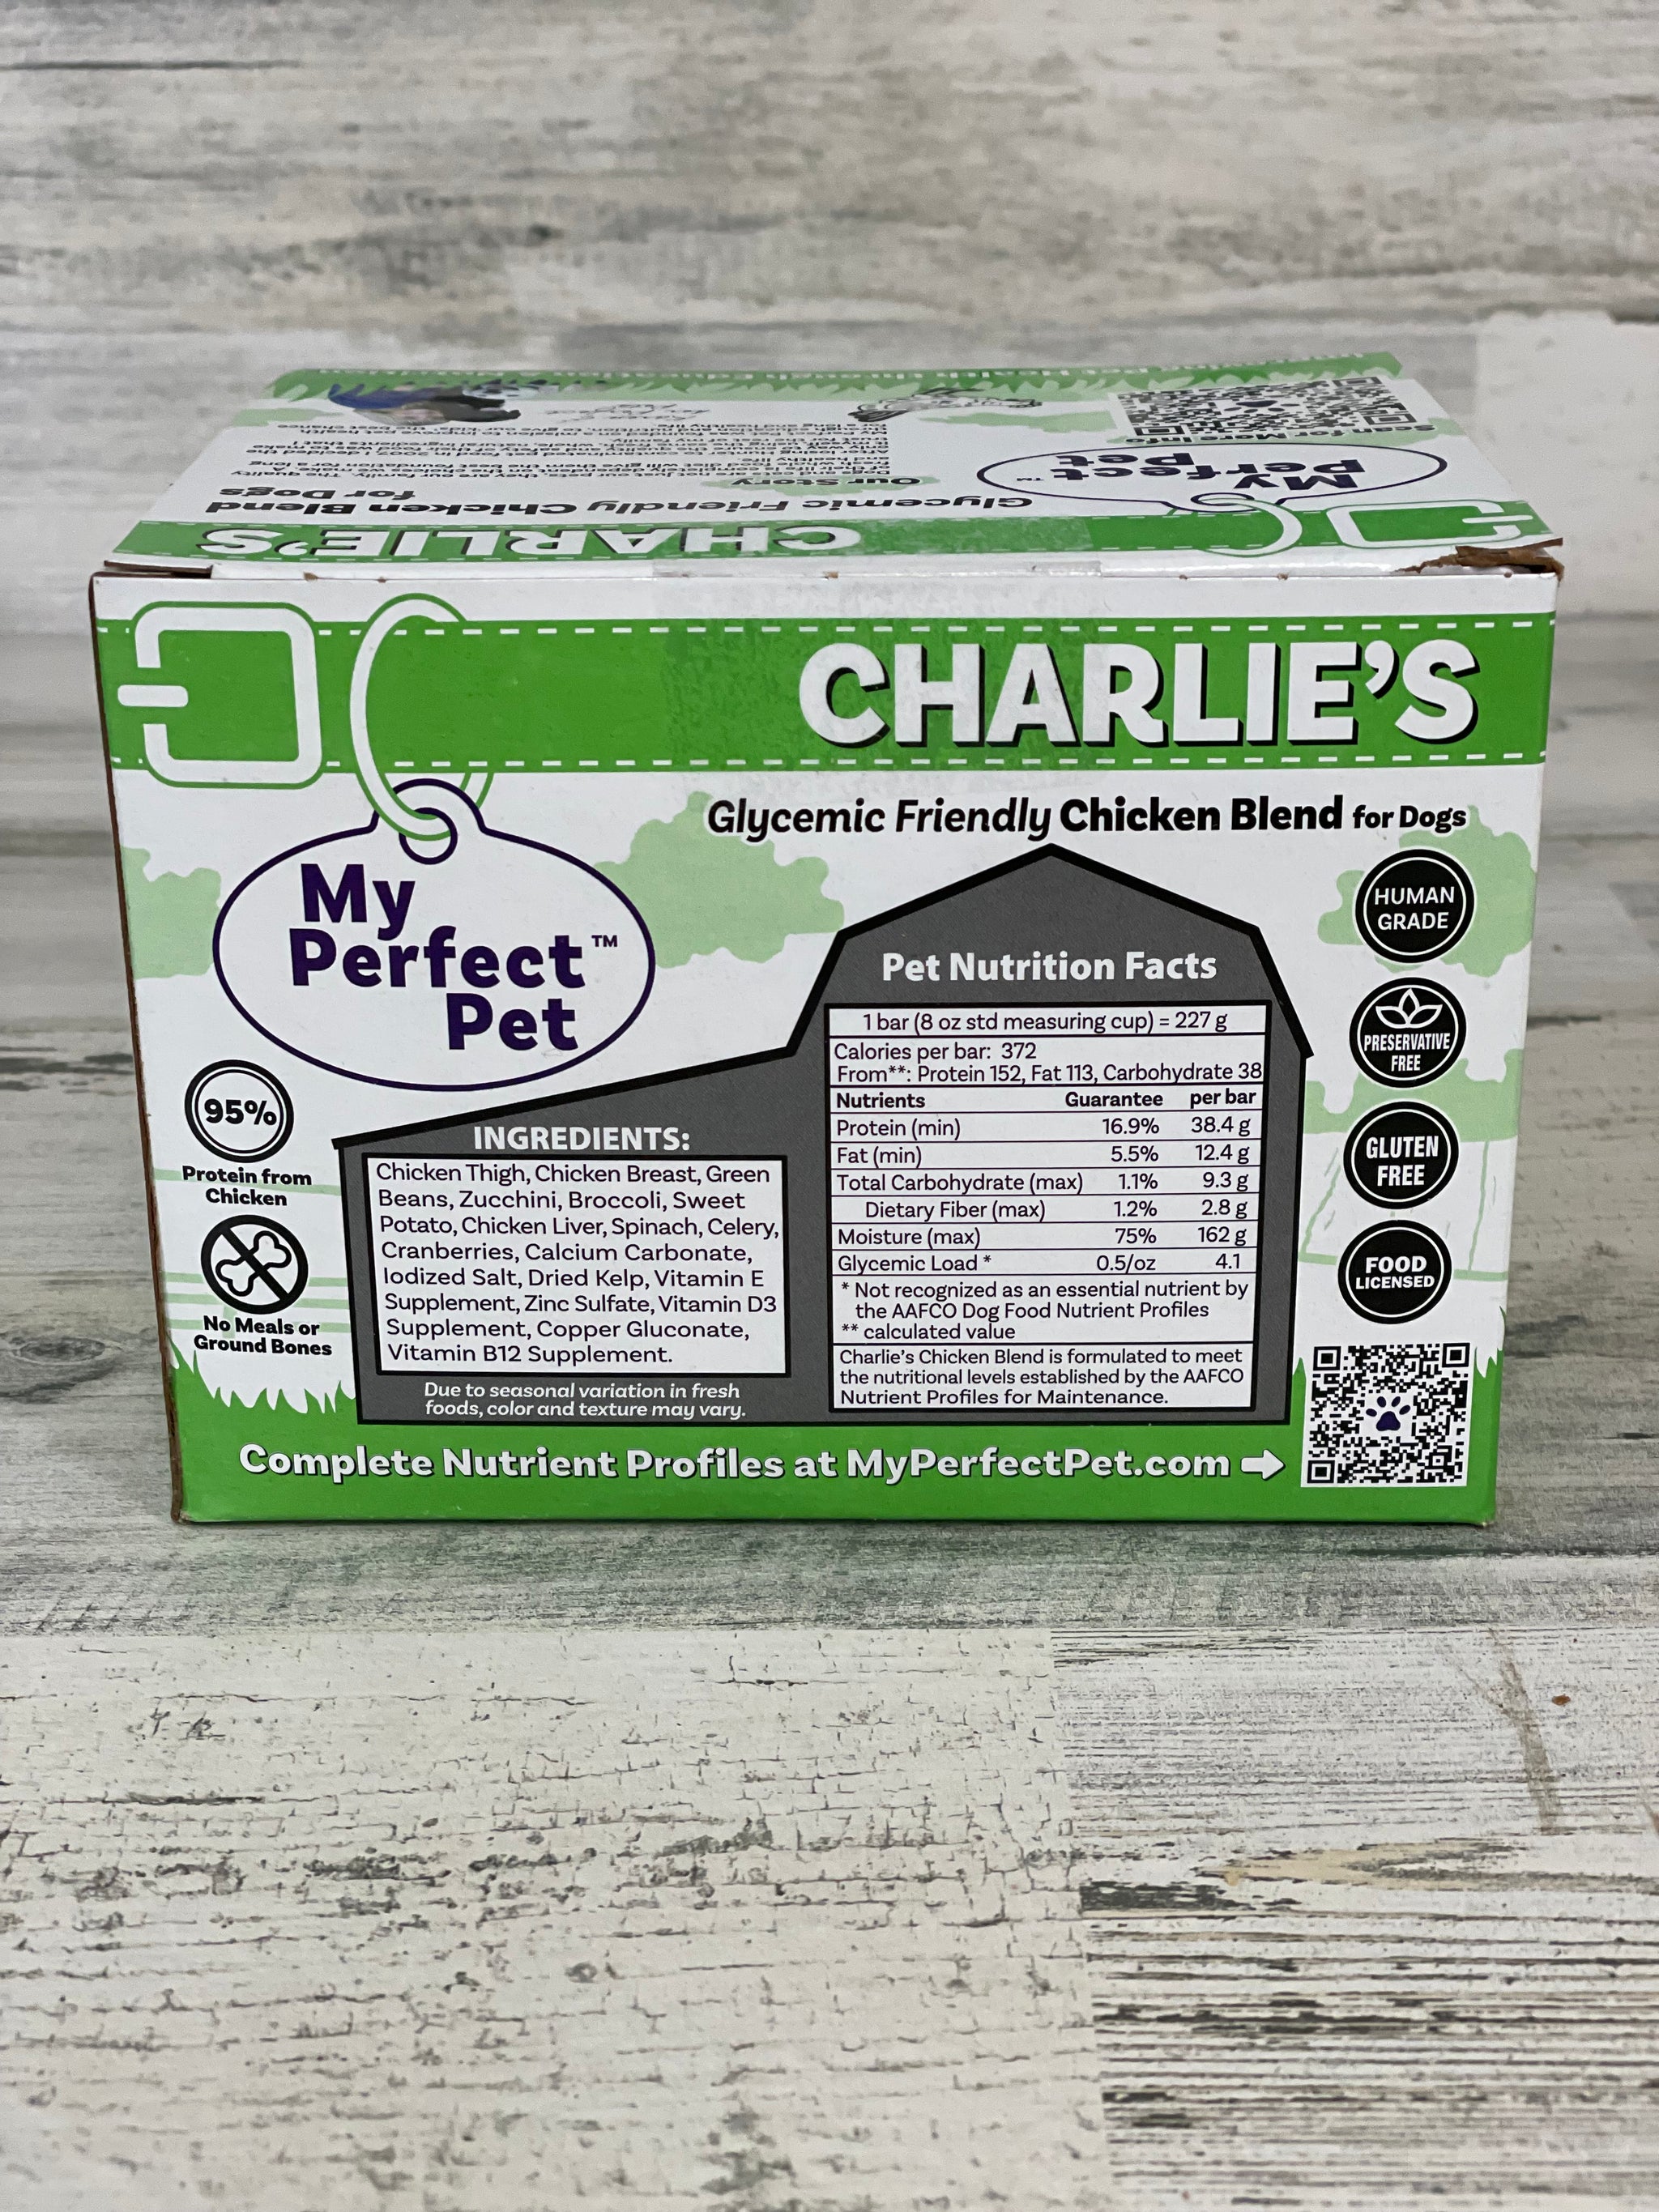 Scan for More Info
My
Perfect
Pet™
Our Story
Glycemic Friendly Chicken Blend
for Dogs
CHARLIE'S
CHARLIE'S
Glycemic Friendly Chicken Blend for Dogs
My
Perfect™
Pet
95%
Protein from
Chicken
No Meals or
Ground Bones
INGREDIENTS:
Chicken Thigh, Chicken Breast, Green
Beans, Zucchini, Broccoli, Sweet
Potato, Chicken Liver, Spinach, Celery,
Cranberries, Calcium Carbonate,
Iodized Salt, Dried Kelp, Vitamin E
Supplement, Zinc Sulfate, Vitamin D3
Supplement, Copper Gluconate,
Vitamin B12 Supplement.
Due to seasonal variation in fresh
foods, color and texture may vary.
Pet Nutrition Facts
1 bar (8 oz std measuring cup) = 227 g
Calories per bar: 372
From**: Protein 152, Fat 113, Carbohydrate 38
Nutrients Guarantee per bar
Protein (min) 16.9% 38.4 g
Fat (min) 5.5% 12.4 g
Total Carbohydrate (max) 1.1% 9.3 g
Dietary Fiber (max) 1.2% 2.8 g
Moisture (max) 75% 162 g
Glycemic Load * 0.5/oz 4.1
* Not recognized as an essential nutrient by
the AAFCO Dog Food Nutrient Profiles
** calculated value
Charlie's Chicken Blend is formulated to meet
the nutritional levels established by the AAFCO
Nutrient Profiles for Maintenance.
HUMAN
GRADE
PRESERVATIVE
FREE
GLUTEN
FREE
FOOD
LICENSED
Complete Nutrient Profiles at MyPerfectPet.com